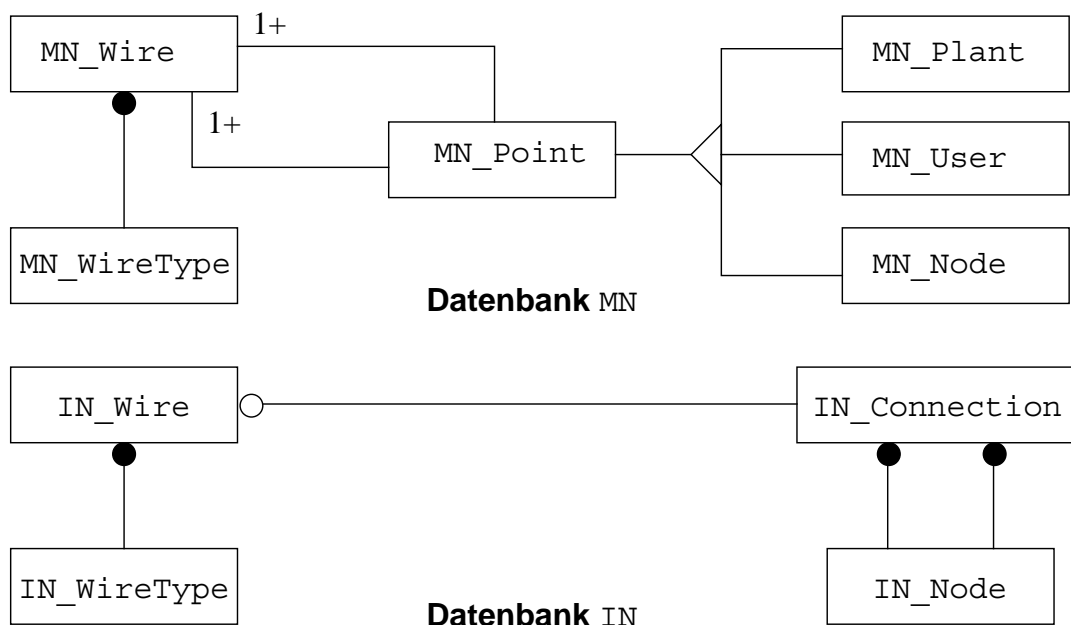 1+
MN_Wire
MN_Plant
1+
MN_Point
MN_User
MN_WireType
MN_Node
Datenbank MN
IN_Wire
IN_Connection
IN_WireType
IN_Node
Datenbank IN